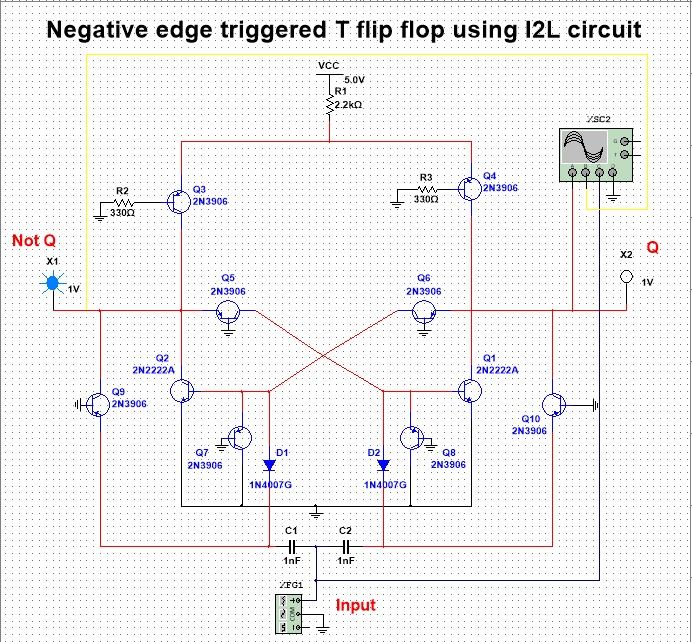 Negative edge triggered T flip flop using I2L circuit
VCC
5.0V
R1
2.2kΩ
XSC2
R2
330Ω
Q3
2N3906
R3
330Ω
Q4
2N3906
Not Q
X1
1V
Q5
2N3906
Q6
2N3906
Q
X2
1V
Q2
2N2222A
Q1
2N2222A
Q9
2N3906
Q10
2N3906
Q7
2N3906
D1
1N4007G
D2
1N4007G
Q8
2N3906
C1
1nF
C2
1nF
XFG1
COM
Input